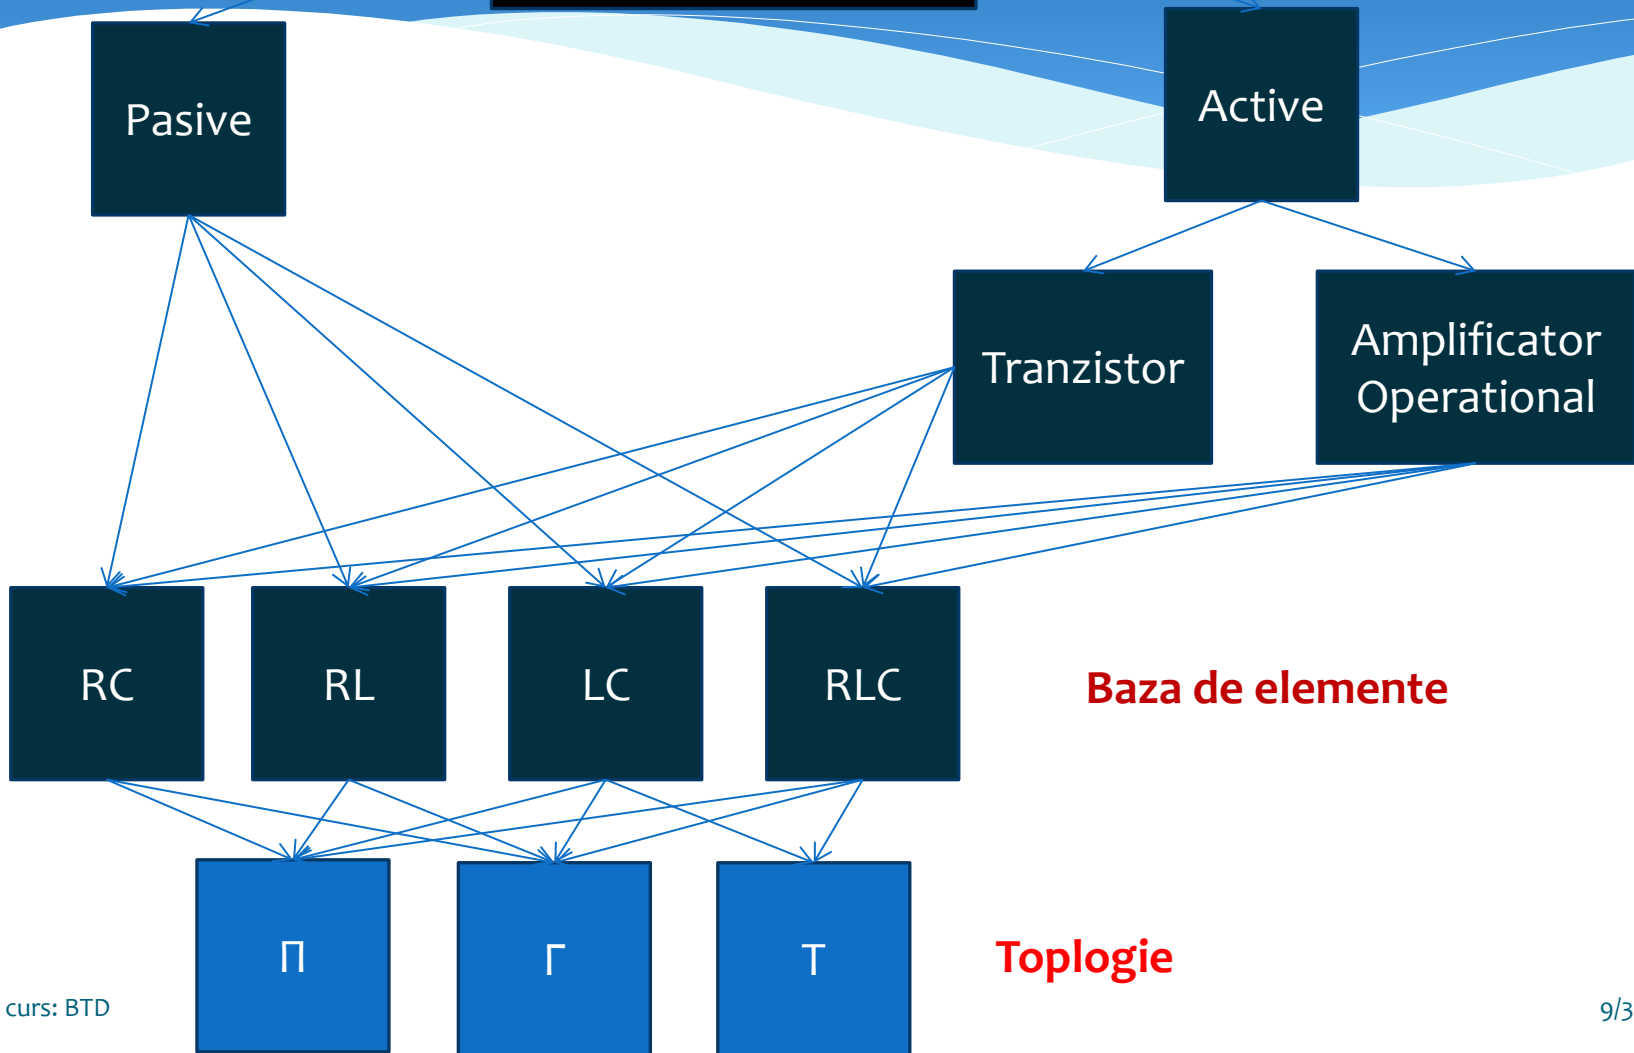 Pasive
Active
Tranzistor
Amplificator
Operational
RC
RL
LC
RLC
Baza de elemente
Π
Γ
T
Toplogie
curs: BTD
9/3